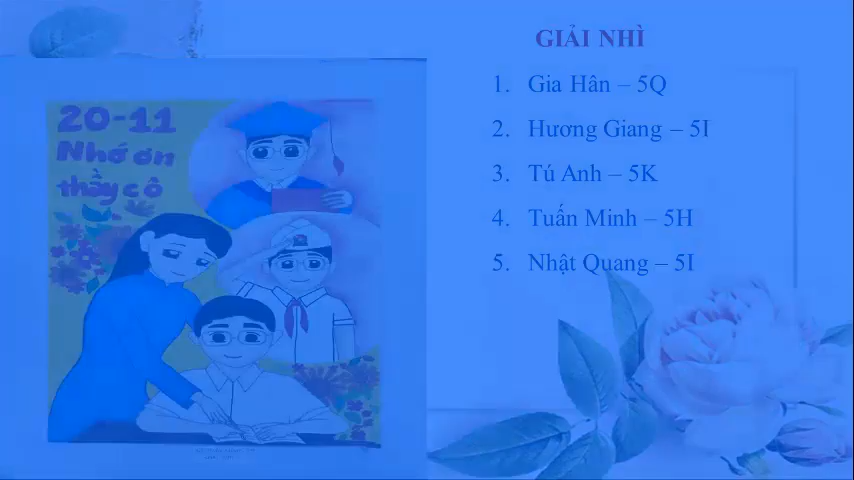 20-11
Nhớ ơn
thầy cô
GIẢI NHÌ
1. Gia Hân – 5Q
2. Hương Giang – 5I
3. Tú Anh – 5K
4. Tuấn Minh – 5H
5. Nhật Quang – 5I